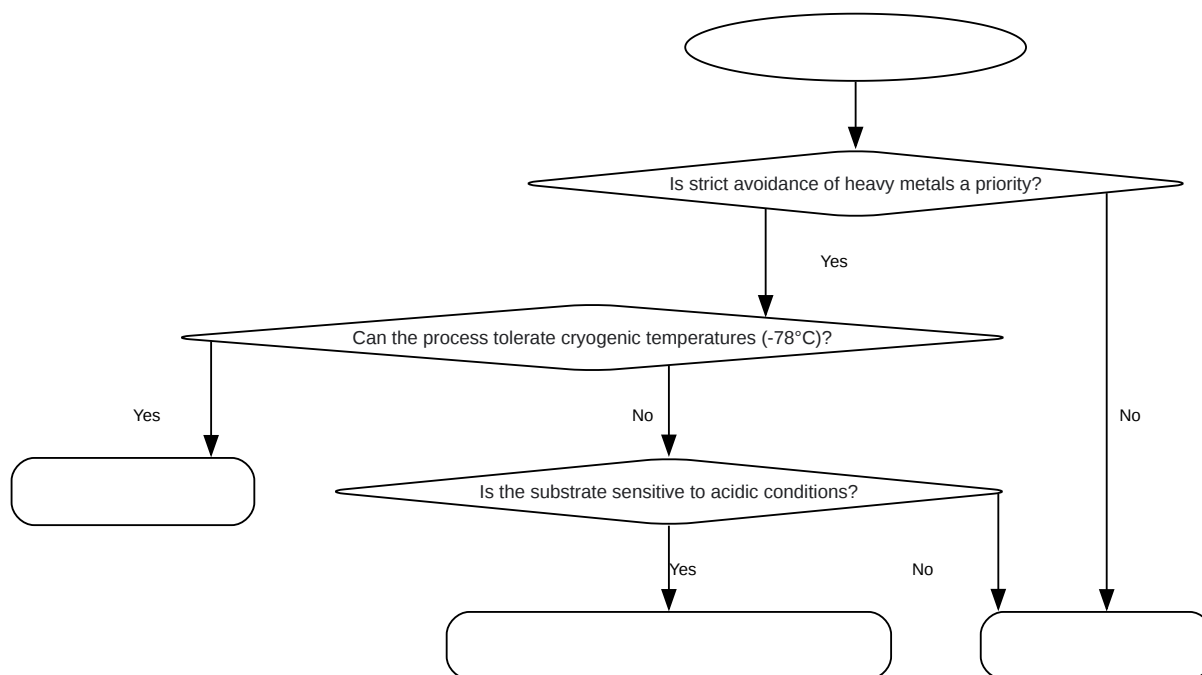 Is strict avoidance of heavy metals a priority?
Yes
Can the process tolerate cryogenic temperatures (-78°C)?
Yes
No
No
Is the substrate sensitive to acidic conditions?
Yes
No